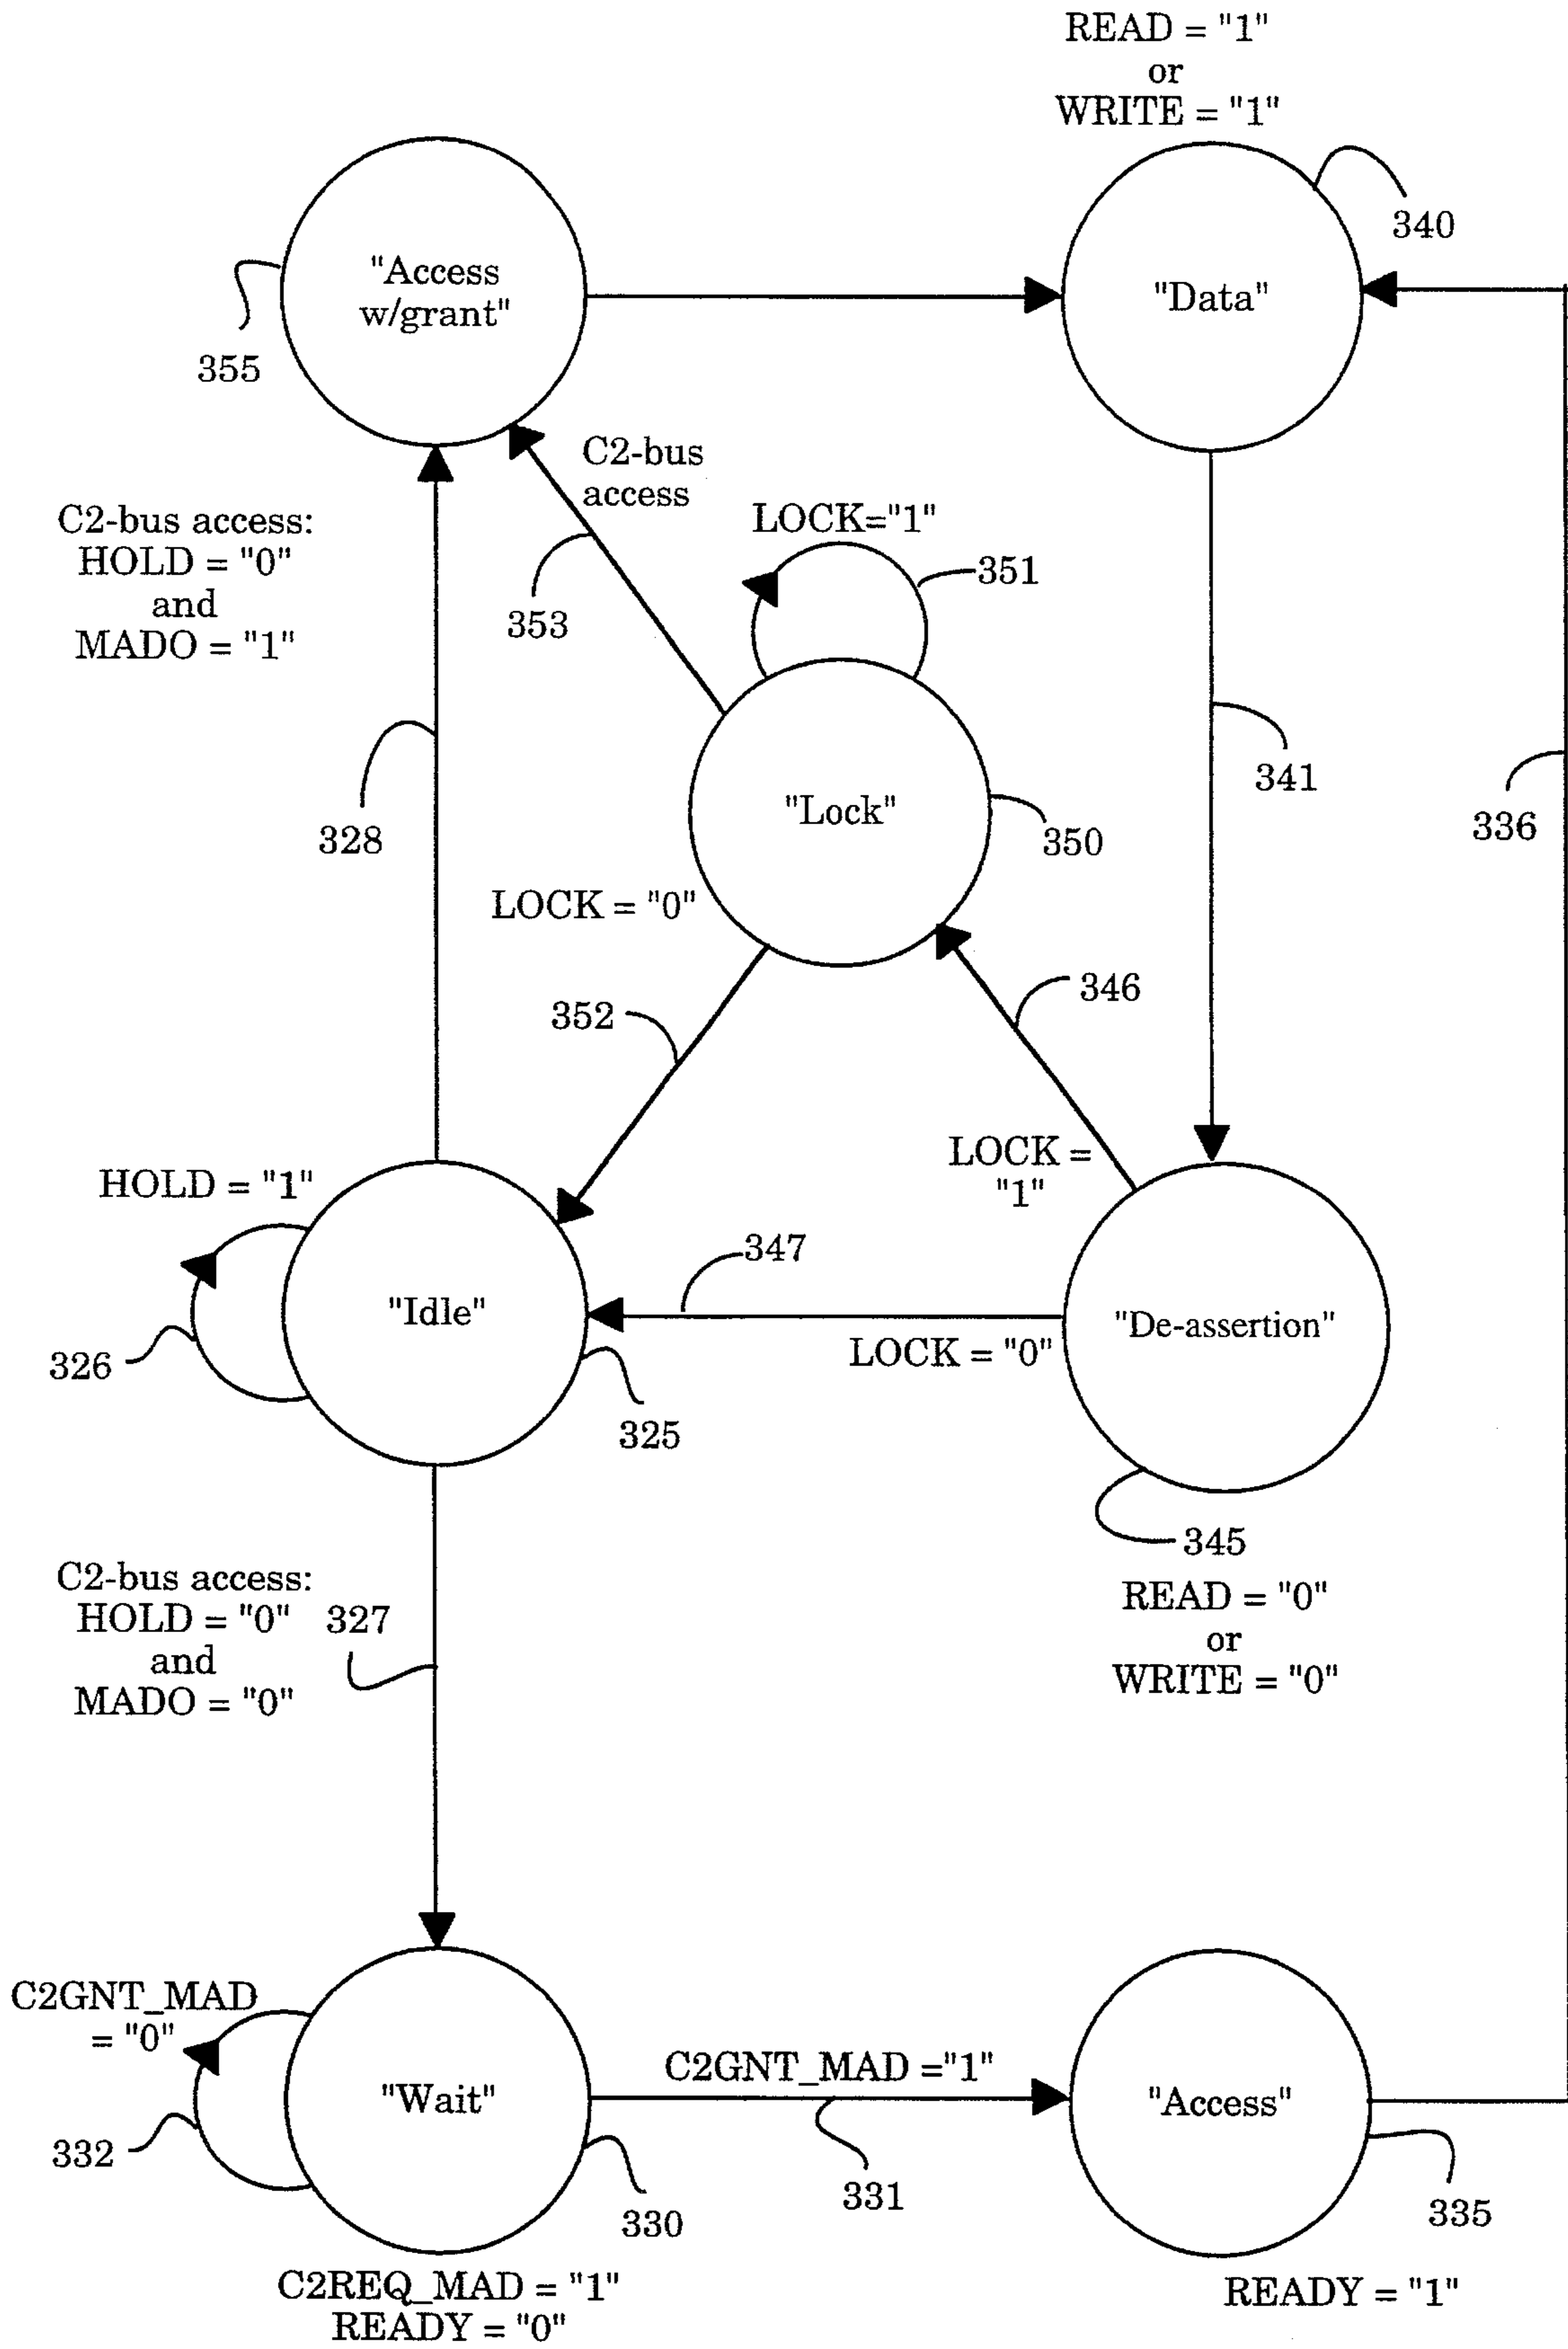 READ = "1"
or
WRITE = "1"
340
"Access
w/grant"
"Data"
355
C2-bus
access
C2-bus access:
HOLD = "0"
and
MADO = "1"
LOCK="1"
351
353
341
328
"Lock"
350
336
LOCK = "0"
346
352
LOCK =
"1"
HOLD = "1"
347
"Idle"
"De-assertion"
LOCK = "0"
326
325
345
C2-bus access:
HOLD = "0"
and
MADO = "0"
327
READ = "0"
or
WRITE = "0"
C2GNT_MAD
= "0"
C2GNT_MAD ="1"
"Wait"
"Access"
332
331
330
335
C2REQ_MAD = "1"
READY = "0"
READY = "1"